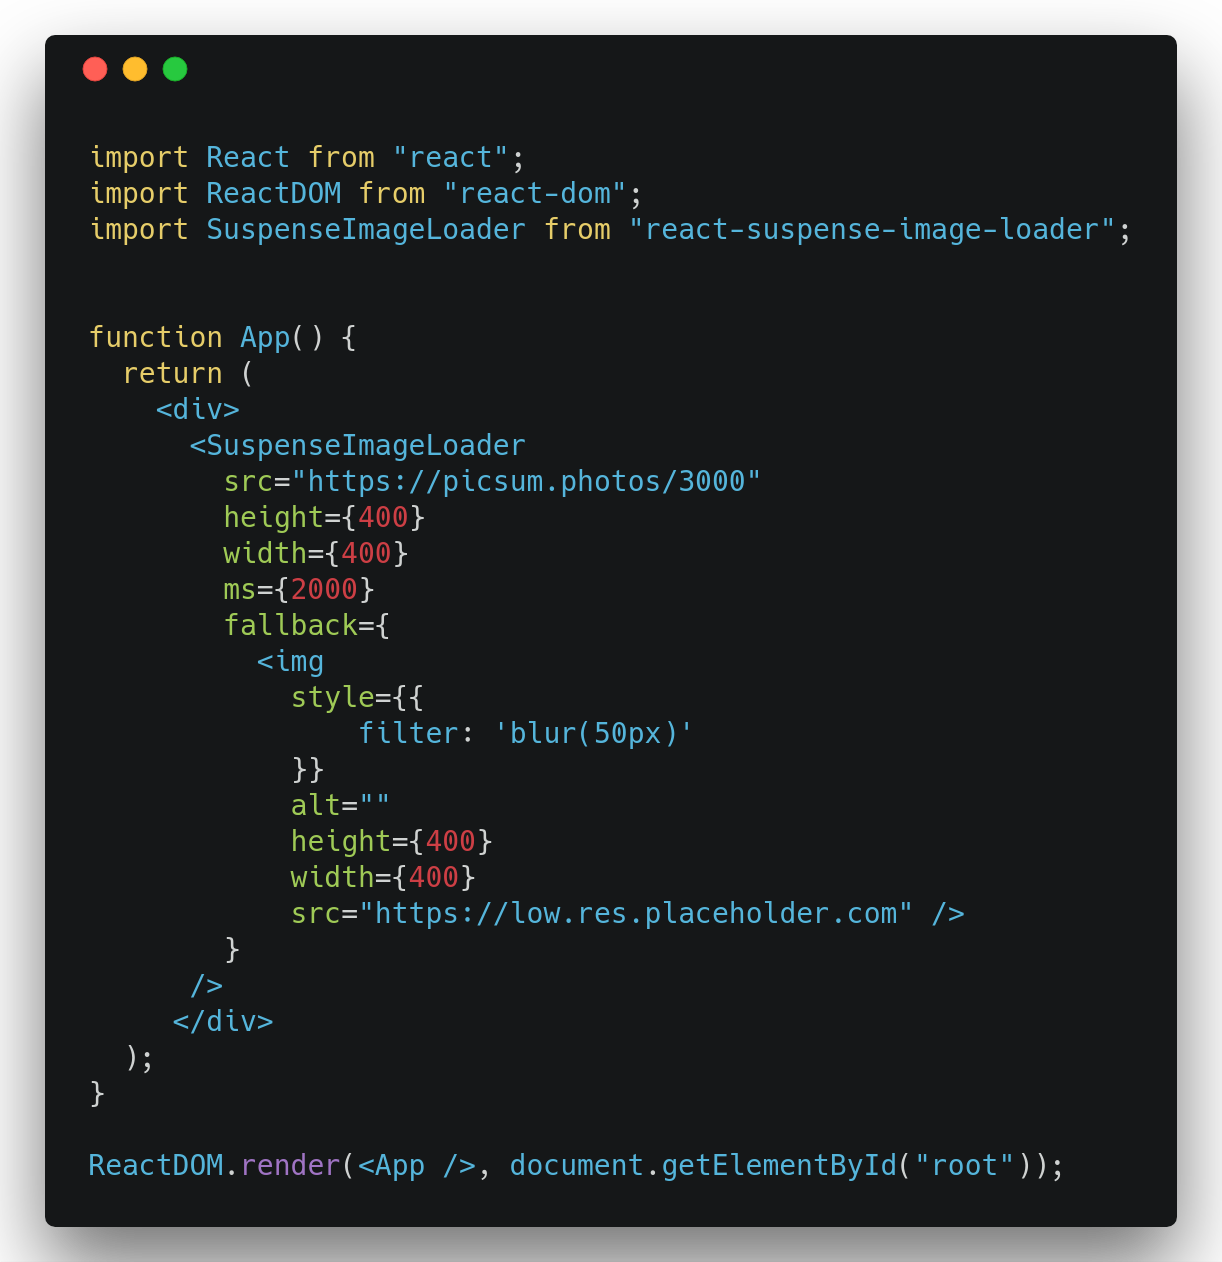 import React from "react";
import ReactDOM from "react-dom";
import SuspenseImageLoader from "react-suspense-image-loader";
function App() {
  return (
    <div>
      <SuspenseImageLoader
        src="https://picsum.photos/3000"
        height={400}
        width={400}
        ms={2000}
        fallback={
          <img
            style={{
                filter: 'blur(50px)'
            }}
            alt=""
            height={400}
            width={400}
            src="https://low.res.placeholder.com" />
        }
      />
     </div>
  );
}
ReactDOM.render(<App />, document.getElementById("root"));